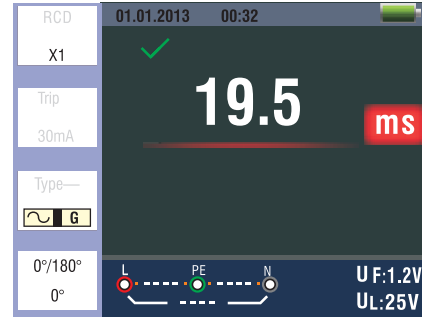 RCD
X1
Trip
30mA
Type—
G
0°/180°
0°
01.01.2013 00:32
19.5
ms
L PE N
U F:1.2V
UL:25V